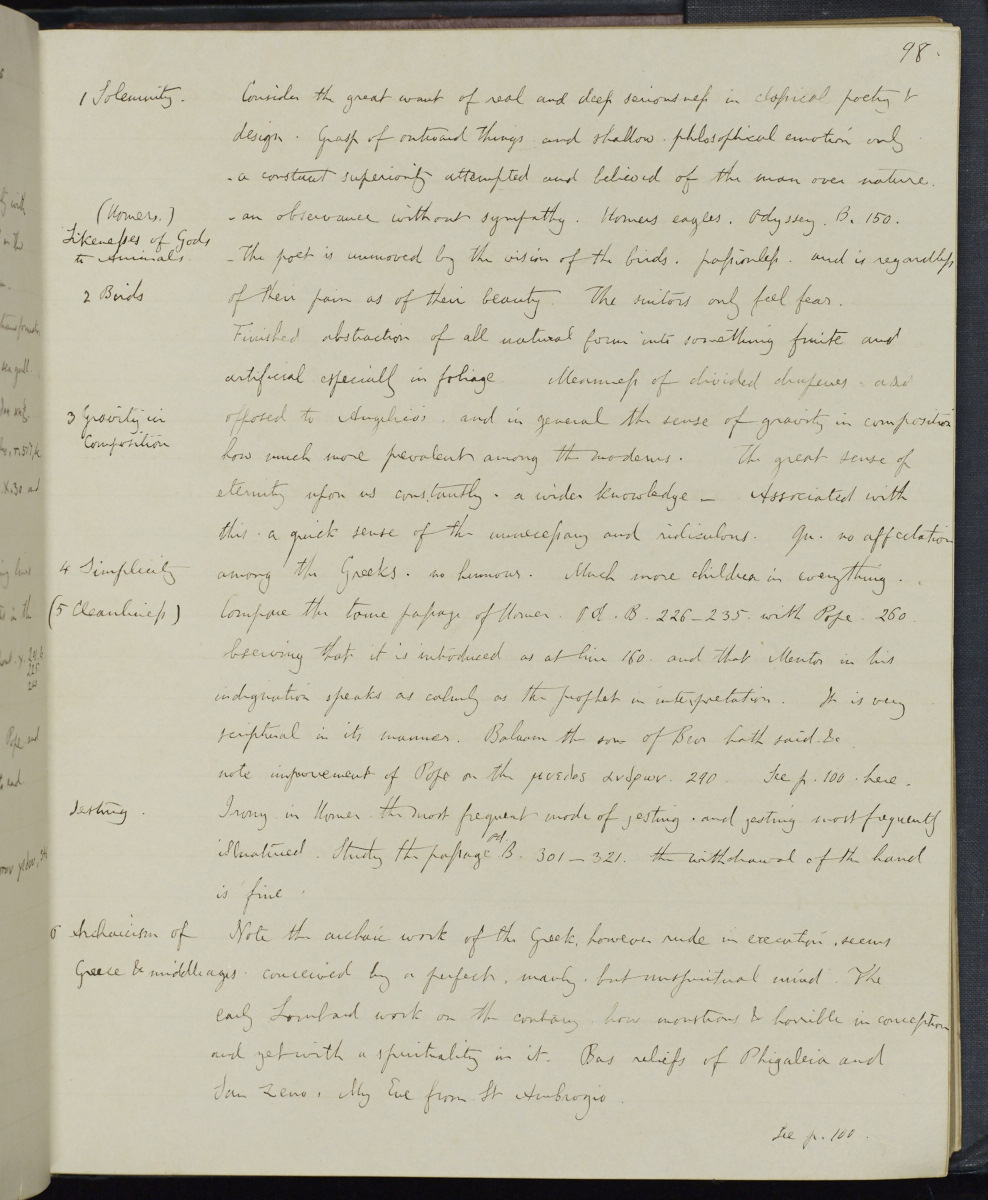 98.
1 Solemnity. Consider the great want of real and deep seriousness in classical poetry &
design. Grasp of outward things and shallow philosophical emotion only
- a constant superiority attempted and believed of the man over nature.
(Homers.) - an observance without sympathy. Homers eagles. Odyssey. B. 150.
Likenesses of Gods
to Animals. - The poet is unmoved by the vision of the birds. passionless. and is regardless
2 Birds of their pain as of their beauty. The suitors only feel fear.
Finished abstraction of all natural form into something finite and
artificial especially in foliage Meanness of divided draperies. and
3 Gravity in opposed to Angelico's. and in general the sense of gravity in composition
Composition how much more prevalent among the moderns. The great sense of
eternity upon us constantly. a wider knowledge - Associated with
this. a quick sense of the unnecessary and ridiculous. Qu. no affectation
4 Simplicity among the Greeks. no humour. Much more children in everything.
(5 Cleanliness) Compare the tame passage of Homer. Od. B. 226-235. with Pope. 260.
observing that it is introduced as at line 160. and that Mentor in his
indignation speaks as calmly as the prophet in interpretation. It is very
scriptural in its manner. Balaam the son of Beor hath said. &c
note improvement of Pope on the 290. See p. 100. here.
Jesting. Irony in Homer. the most frequent mode of jesting. and jesting most frequently
illnatured. Study the passage Od. B. 301-321. the withdrawal of the hand
is fine.
6 Archaicism of Note the archaic work of the Greek, however rude in execution, seems
Greece & middle ages. conceived by a perfect, manly, but unspiritual mind. The
early Lombard work on the contrary how monstrous & horrible in conception
and yet with a spirituality in it. Bas reliefs of Phigaleia and
San Zeno. My Eve from St Ambrogio.
See p. 100.